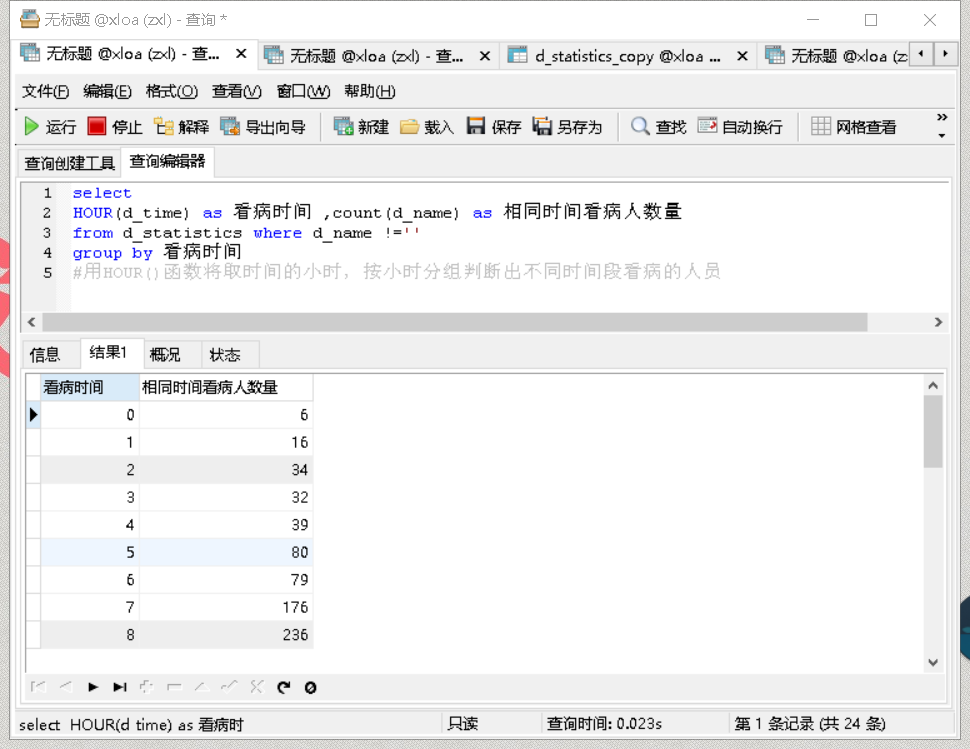 无标题 @xloa (zxl) - 查询 *
无标题 @xloa (zxl) - 查... 无标题 @xloa (zxl) - 查... d_statistics_copy @xloa ... 无标题 @xloa (z
文件(F) 编辑(E) 格式(O) 查看(V) 窗口(W) 帮助(H)
运行 停止 解释 导出向导 新建 载入 保存 另存为 查找 自动换行 网格查看 »
查询创建工具 查询编辑器
1 select
2 HOUR(d_time) as 看病时间 ,count(d_name) as 相同时间看病人数量
3 from d_statistics where d_name !=''
4 group by 看病时间
5 #用HOUR()函数将取时间的小时，按小时分组判断出不同时间段看病的人员
信息 结果1 概况 状态
看病时间 相同时间看病人数量
0 6
1 16
2 34
3 32
4 39
5 80
6 79
7 176
8 236
select HOUR(d time) as 看病时 只读 查询时间: 0.023s 第 1 条记录 (共 24 条)